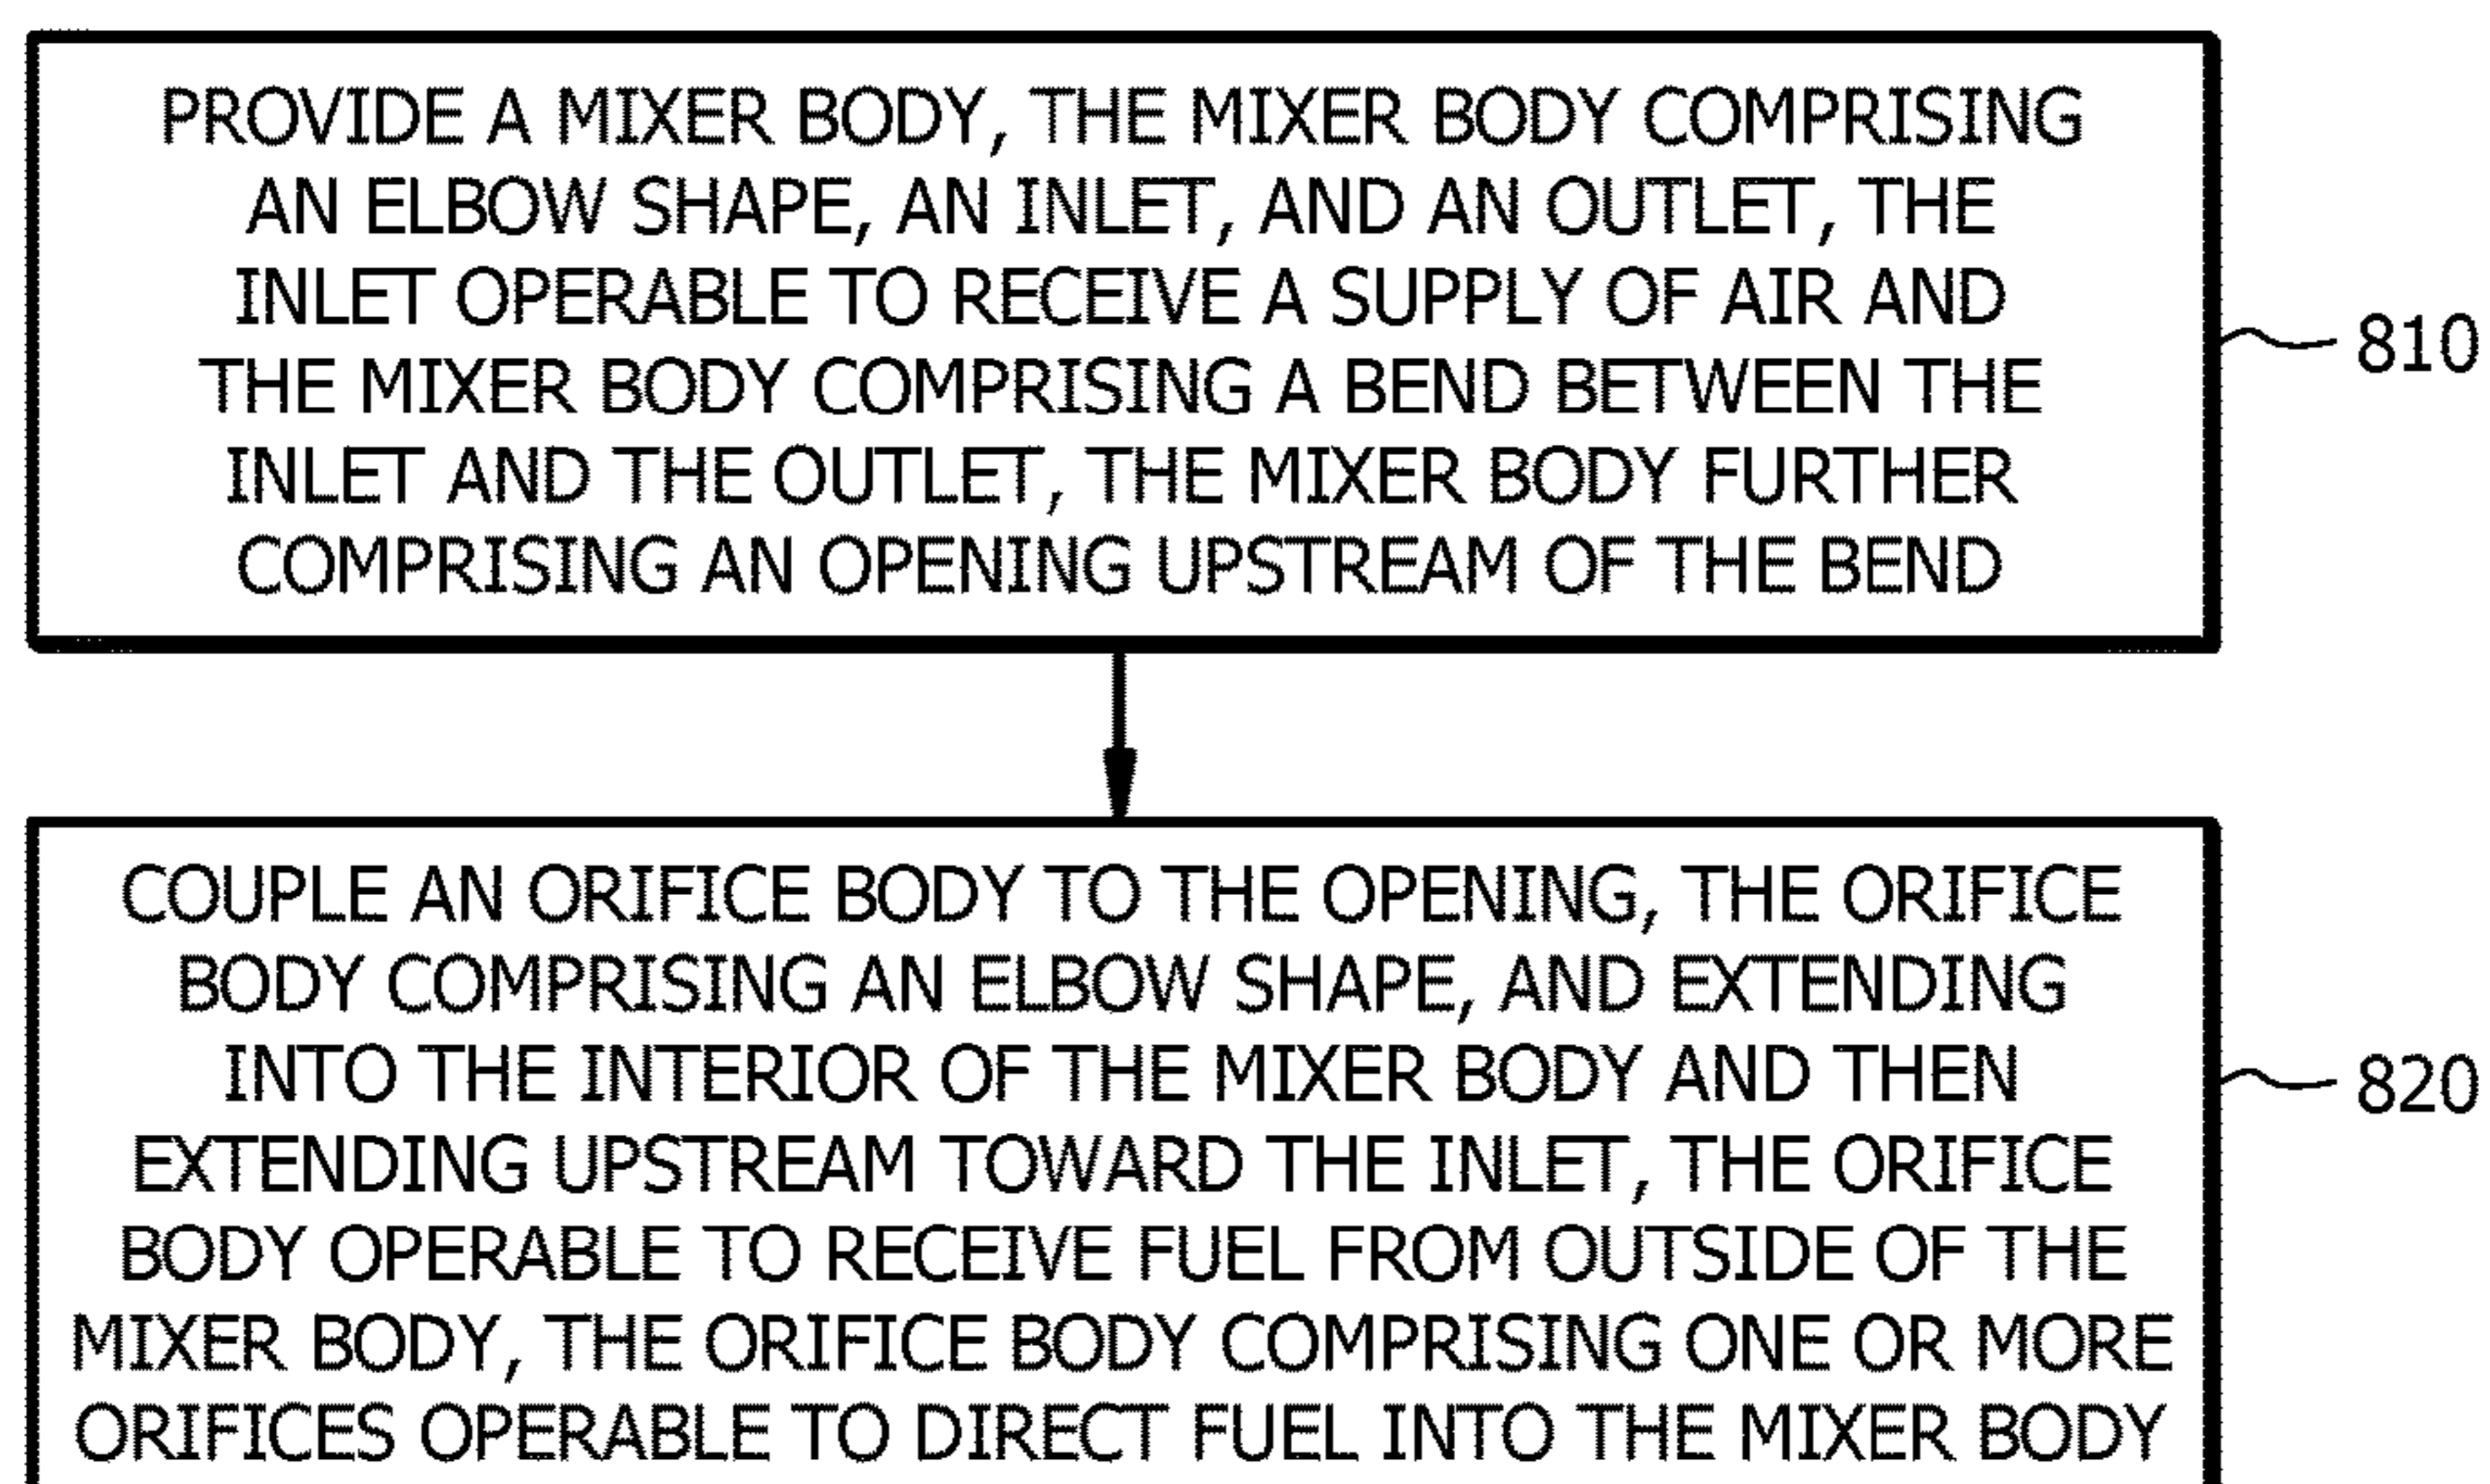 PROVIDE A MIXER BODY, THE MIXER BODY COMPRISING
AN ELBOW SHAPE, AN INLET, AND AN OUTLET, THE
INLET OPERABLE TO RECEIVE A SUPPLY OF AIR AND
THE MIXER BODY COMPRISING A BEND BETWEEN THE
INLET AND THE OUTLET, THE MIXER BODY FURTHER
COMPRISING AN OPENING UPSTREAM OF THE BEND
810
COUPLE AN ORIFICE BODY TO THE OPENING, THE ORIFICE
BODY COMPRISING AN ELBOW SHAPE, AND EXTENDING
INTO THE INTERIOR OF THE MIXER BODY AND THEN
EXTENDING UPSTREAM TOWARD THE INLET, THE ORIFICE
BODY OPERABLE TO RECEIVE FUEL FROM OUTSIDE OF THE
MIXER BODY, THE ORIFICE BODY COMPRISING ONE OR MORE
ORIFICES OPERABLE TO DIRECT FUEL INTO THE MIXER BODY
820